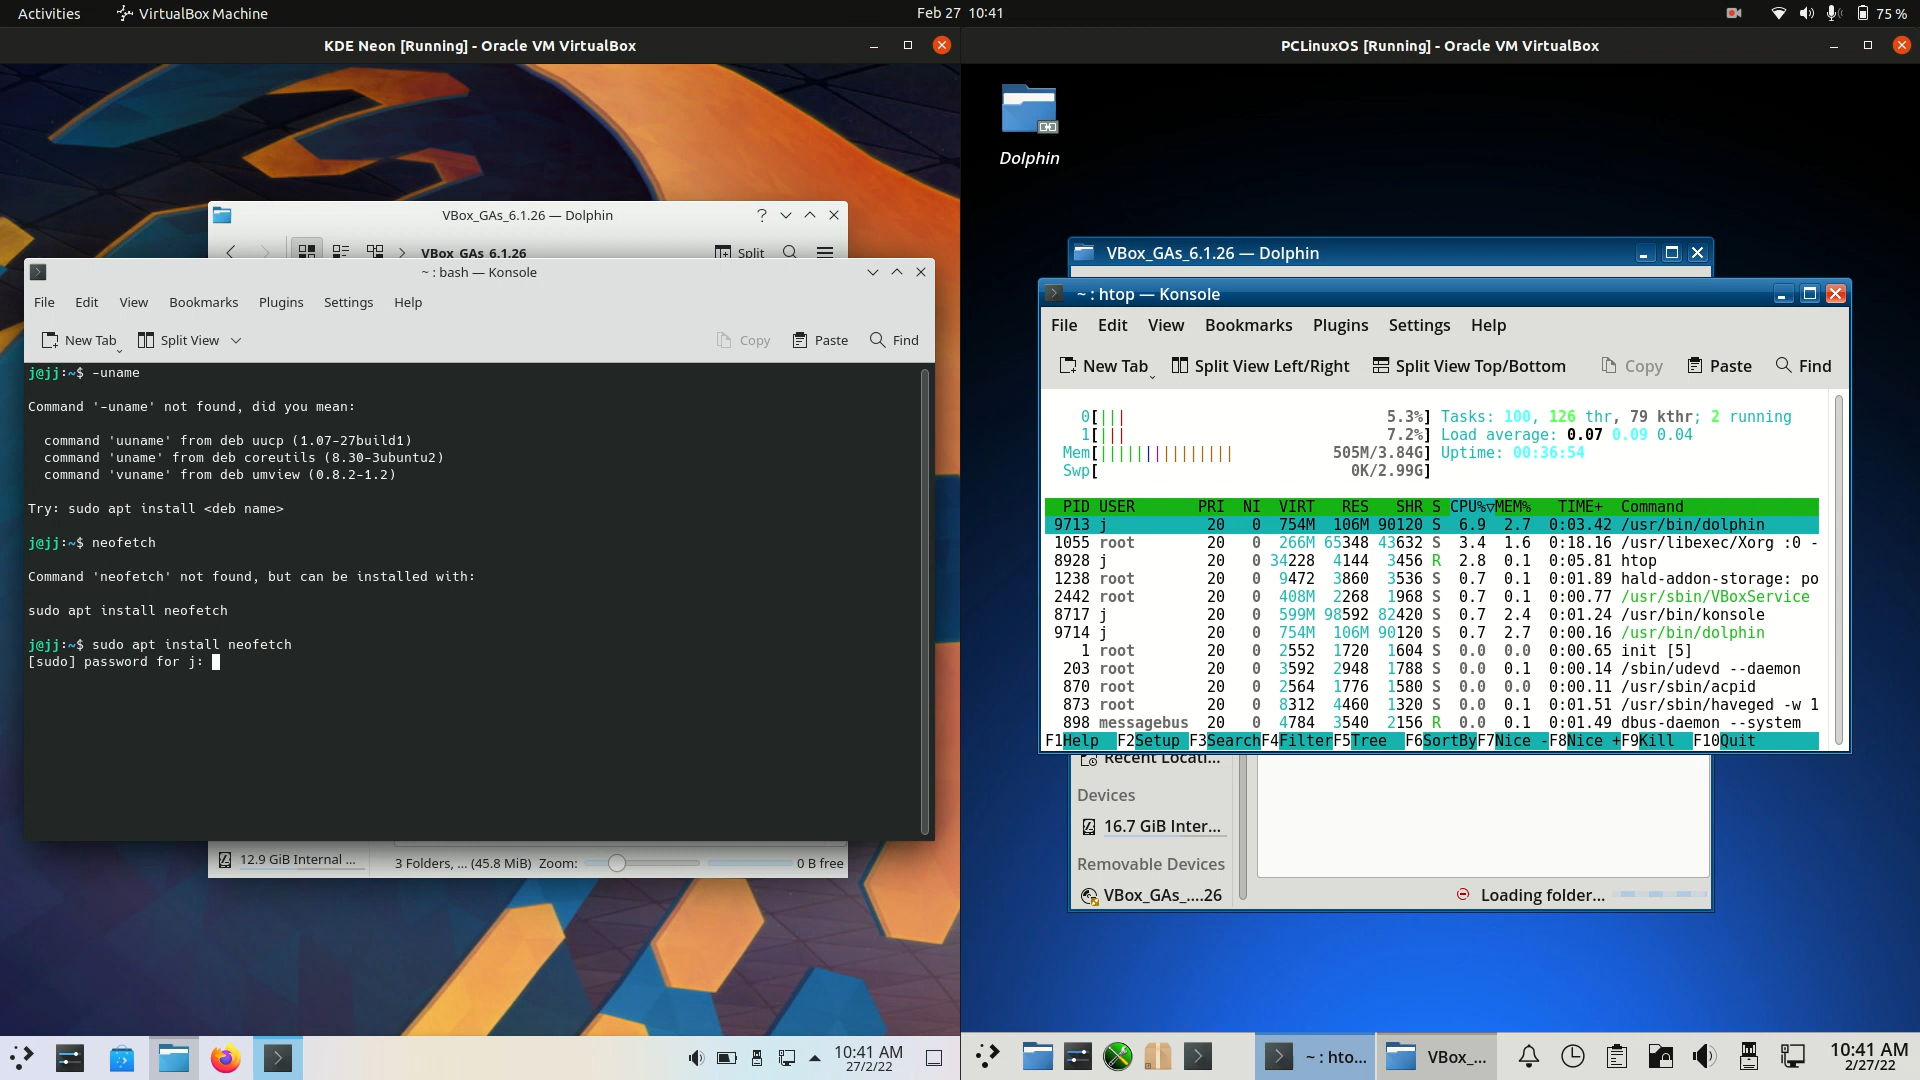 Activities
VirtualBox Machine
Feb 27 10:41
75 %
KDE Neon [Running] - Oracle VM VirtualBox
VBox_GAs_6.1.26 — Dolphin
VBox_GAs_6.1.26
Split
~ : bash — Konsole
File Edit View Bookmarks Plugins Settings Help
New Tab Split View Copy Paste Find
j@jj:~$ -uname
Command '-uname' not found, did you mean:
command 'uuname' from deb uucp (1.07-27build1)
command 'uname' from deb coreutils (8.30-3ubuntu2)
command 'vuname' from deb umview (0.8.2-1.2)
Try: sudo apt install <deb name>
j@jj:~$ neofetch
Command 'neofetch' not found, but can be installed with:
sudo apt install neofetch
j@jj:~$ sudo apt install neofetch
[sudo] password for j:
12.9 GiB Internal ...
3 Folders, ... (45.8 MiB) Zoom: 0 B free
10:41 AM
27/2/22
PCLinuxOS [Running] - Oracle VM VirtualBox
Dolphin
VBox_GAs_6.1.26 — Dolphin
~ : htop — Konsole
File Edit View Bookmarks Plugins Settings Help
New Tab Split View Left/Right Split View Top/Bottom Copy Paste Find
0[||| 5.3%] Tasks: 100, 126 thr, 79 kthr; 2 running
1[||| 7.2%] Load average: 0.07 0.09 0.04
Mem[||||||||||||||| 505M/3.84G] Uptime: 00:36:54
Swp[ 0K/2.99G]
PID USER PRI NI VIRT RES SHR S CPU%▽MEM% TIME+ Command
9713 j 20 0 754M 106M 90120 S 6.9 2.7 0:03.42 /usr/bin/dolphin
1055 root 20 0 266M 65348 43632 S 3.4 1.6 0:18.16 /usr/libexec/Xorg :0 -
8928 j 20 0 34228 4144 3456 R 2.8 0.1 0:05.81 htop
1238 root 20 0 9472 3860 3536 S 0.7 0.1 0:01.89 hald-addon-storage: po
2442 root 20 0 408M 2268 1968 S 0.7 0.1 0:00.77 /usr/sbin/VBoxService
8717 j 20 0 599M 98592 82420 S 0.7 2.4 0:01.24 /usr/bin/konsole
9714 j 20 0 754M 106M 90120 S 0.7 2.7 0:00.16 /usr/bin/dolphin
1 root 20 0 2552 1720 1604 S 0.0 0.0 0:00.65 init [5]
203 root 20 0 3592 2948 1788 S 0.0 0.1 0:00.14 /sbin/udevd --daemon
870 root 20 0 2564 1776 1580 S 0.0 0.0 0:00.11 /usr/sbin/acpid
873 root 20 0 8312 4460 1320 S 0.0 0.1 0:01.51 /usr/sbin/haveged -w 1
898 messagebus 20 0 4784 3540 2156 R 0.0 0.1 0:01.49 dbus-daemon --system
F1Help F2Setup F3SearchF4FilterF5Tree F6SortByF7Nice -F8Nice +F9Kill F10Quit
Recent Locati...
Devices
16.7 GiB Inter...
Removable Devices
VBox_GAs_....26
Loading folder...
~ : hto...
VBox_...
10:41 AM
2/27/22